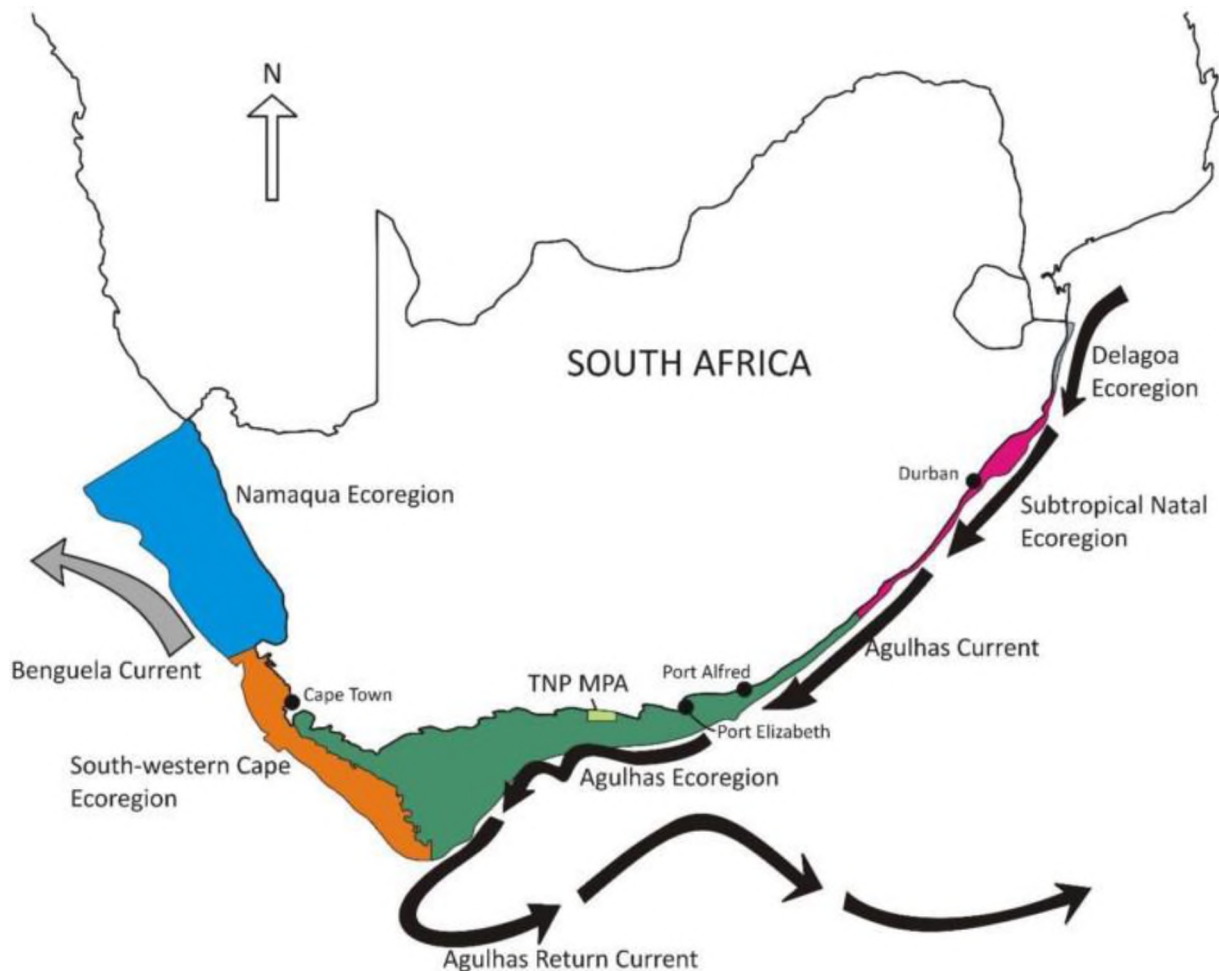 N
SOUTH AFRICA
Delagoa
Ecoregion
Durban
Subtropical Natal
Ecoregion
Namaqua Ecoregion
Benguela Current
Agulhas Current
Port Alfred
TNP MPA
Cape Town
Port Elizabeth
South-western Cape
Ecoregion
Agulhas Ecoregion
Agulhas Return Current